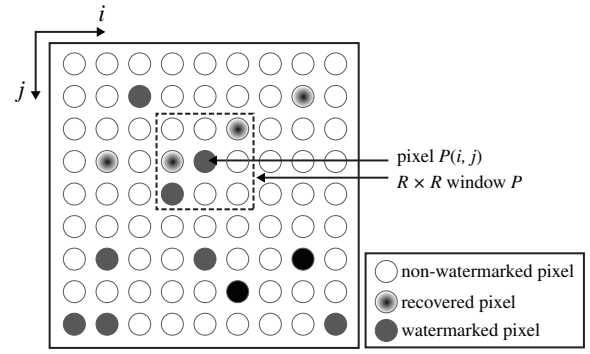 i
j
pixel P(i, j)
R × R window P
non-watermarked pixel
recovered pixel
watermarked pixel